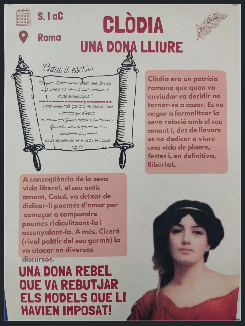 S. I aC
Roma
CLÒDIA
UNA DONA LLIURE
Clòdia era un patricia
romana que quan va
enviudar va decidir no
tornar-se a casar. Es va
negar a formalitzar la
seva relació amb el seu
amant i, des de llavors
es va dedicar a viure
una vida de plaers,
festes i, en definitiva,
llibertat.
A conseqüència de la seva
vida liberal, el seu antic
amant, Catul, va deixar de
dedicar-li poemes d'amor per
començar a compondre
poemes ridiculitzant-la i
assenyalant-la. A més, Ciceró
(rival polític del seu germà) la
va atacar en diversos
discursos.
UNA DONA REBEL
QUE VA REBUTJAR
ELS MODELS QUE LI
HAVIEN IMPOSAT!